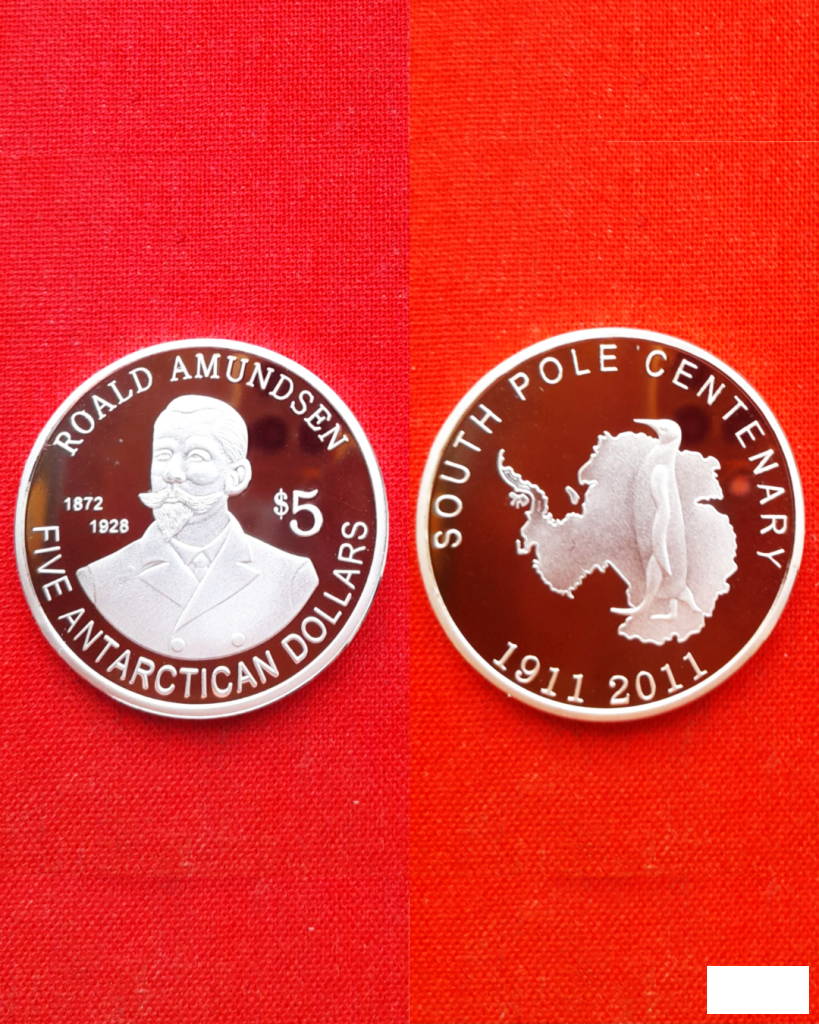 ROALD AMUNDSEN
1872
1928
$5
FIVE ANTARCTICAN DOLLARS
SOUTH POLE CENTENARY
1911 2011